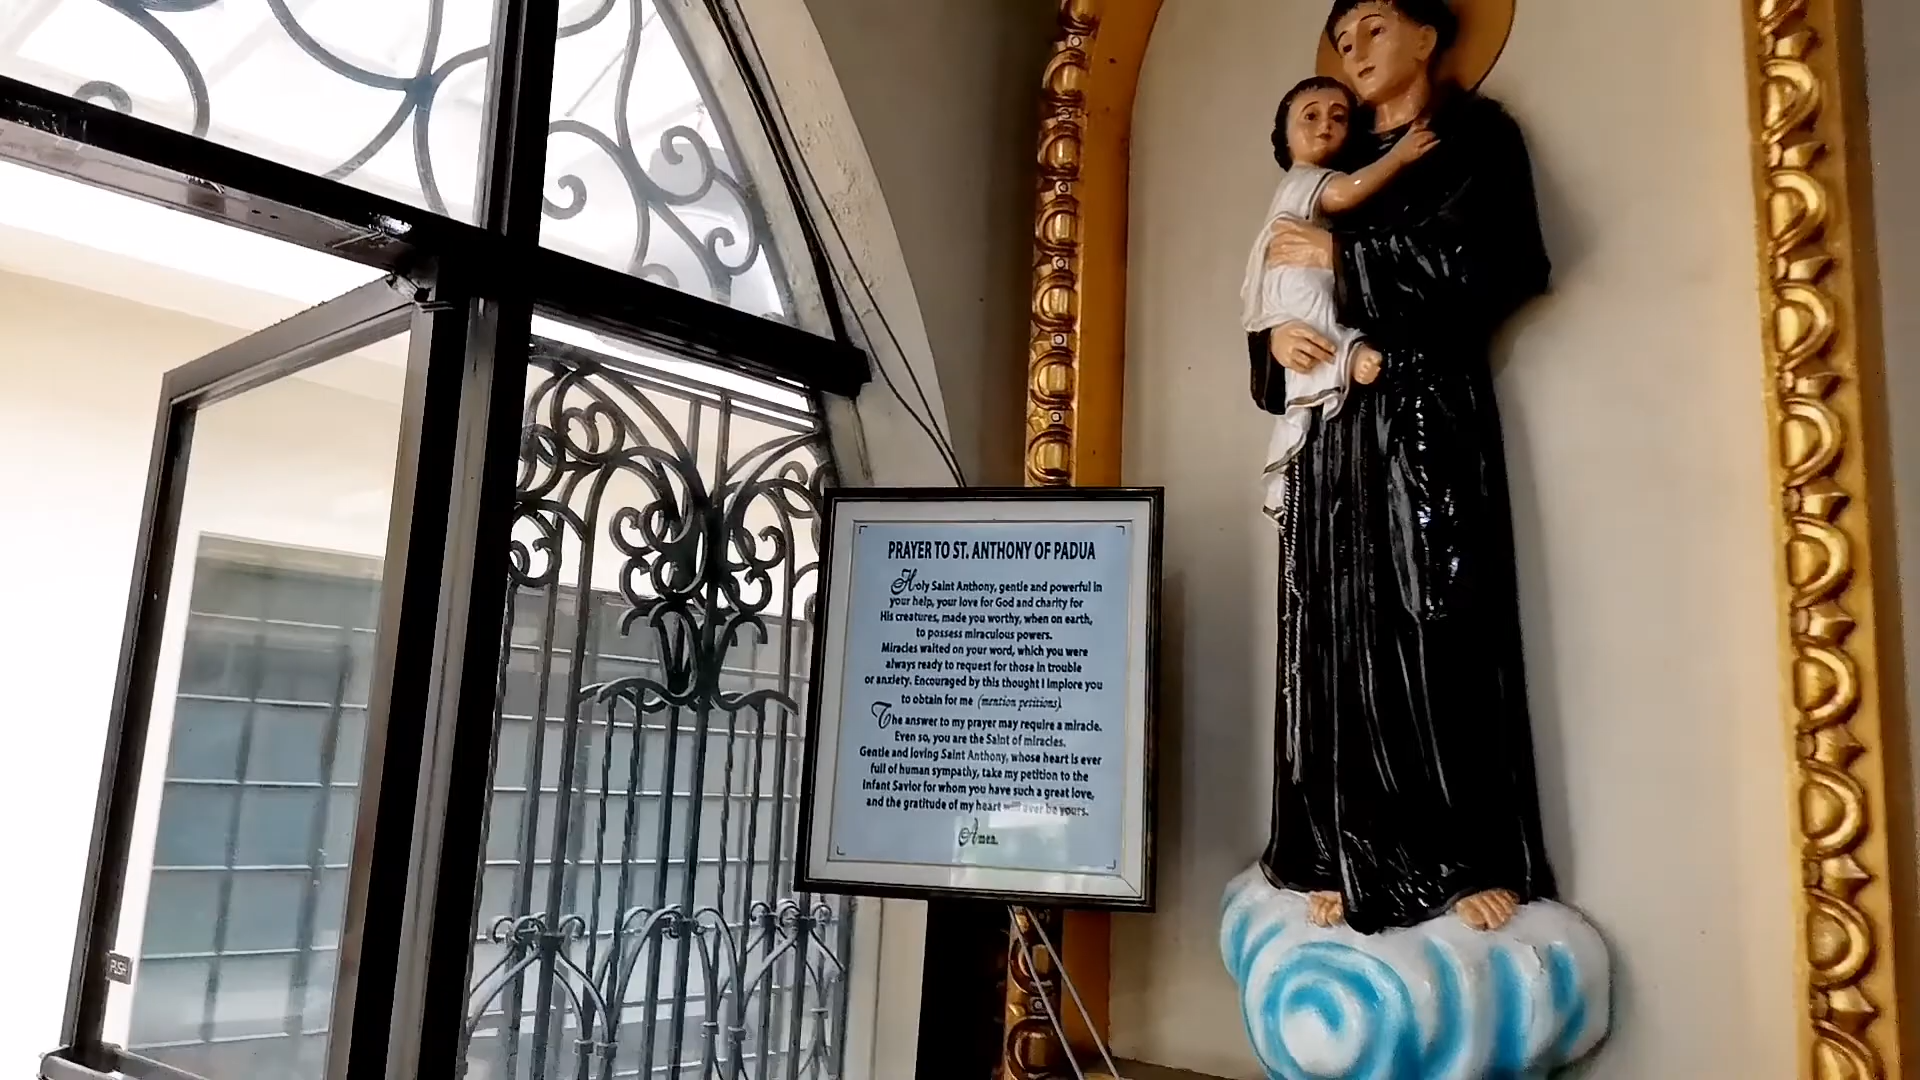 PRAYER TO ST. ANTHONY OF PADUA
Holy Saint Anthony, gentle and powerful in
your help, your love for God and charity for
His creatures, made you worthy, when on earth,
to possess miraculous powers.
Miracles waited on your word, which you were
always ready to request for those in trouble
or anxiety. Encouraged by this thought I implore you
to obtain for me (mention petitions).
The answer to my prayer may require a miracle.
Even so, you are the Saint of miracles.
Gentle and loving Saint Anthony, whose heart is ever
full of human sympathy, take my petition to the
Infant Savior for whom you have such a great love,
and the gratitude of my heart will ever be yours.
Amen.
PUSH